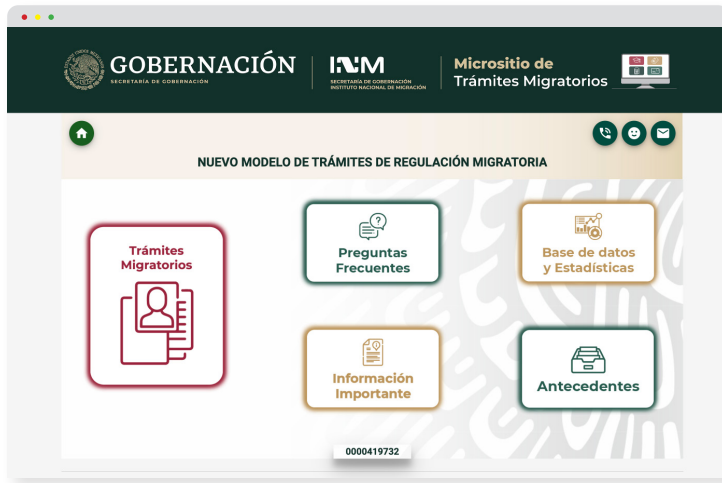 GOBERNACIÓN
SECRETARÍA DE GOBERNACIÓN
INM
SECRETARÍA DE GOBERNACIÓN
INSTITUTO NACIONAL DE MIGRACIÓN
Micrositio de
Trámites Migratorios
NUEVO MODELO DE TRÁMITES DE REGULACIÓN MIGRATORIA
Trámites
Migratorios
Preguntas
Frecuentes
Base de datos
y Estadísticas
Información
Importante
Antecedentes
0000419732